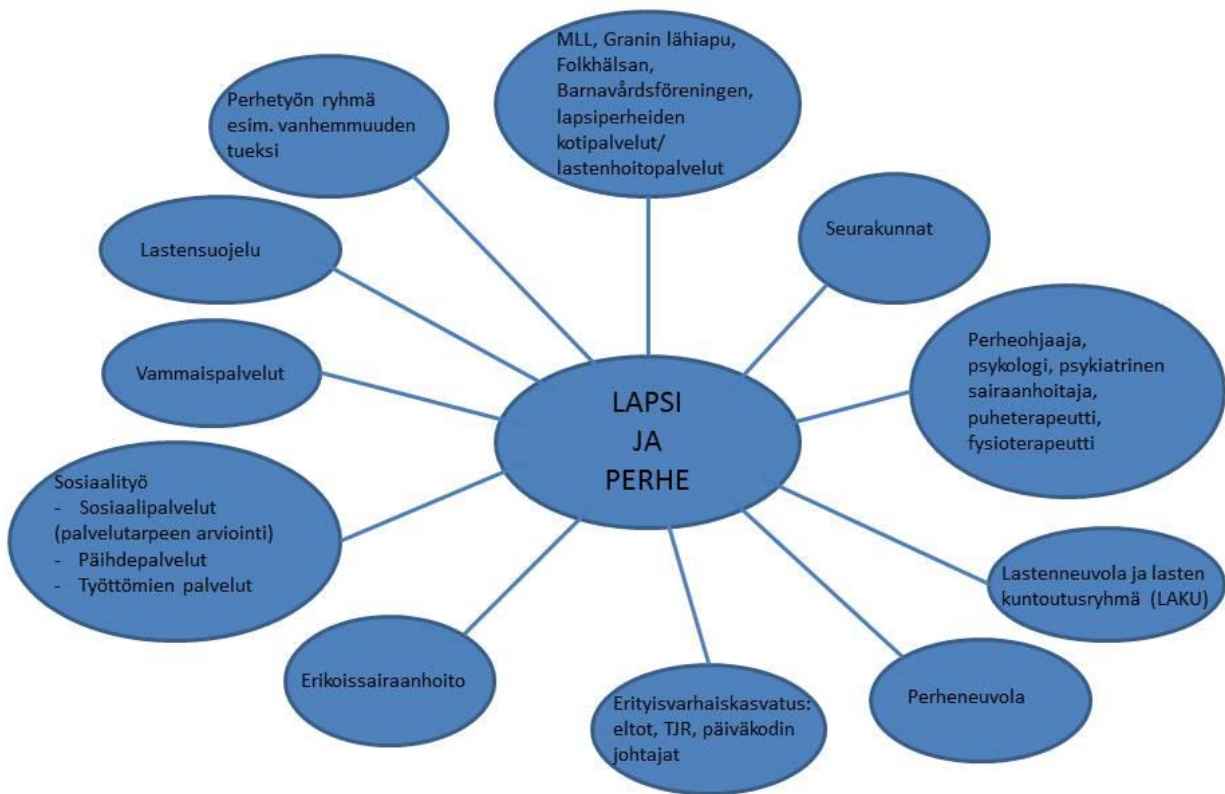 MLL, Granin lähiapu,
Folkhälsan,
Barnavårdsföreningen,
lapsiperheiden
kotipalvelut/
lastenhoitopalvelut
Perhetyön ryhmä
esim. vanhemmuuden
tueksi
Seurakunnat
Lastensuojelu
Perheohjaaja,
psykologi, psykiatrinen
sairaanhoitaja,
puheterapeutti,
fysioterapeutti
Vammaispalvelut
LAPSI
JA
PERHE
Sosiaalityö
- Sosiaalipalvelut
(palvelutarpeen arviointi)
- Päihdepalvelut
- Työttömien palvelut
Lastenneuvola ja lasten
kuntoutusryhmä (LAKU)
Erikoissairaanhoito
Erityisvarhaiskasvatus:
eltot, TJR, päiväkodin
johtajat
Perheneuvola